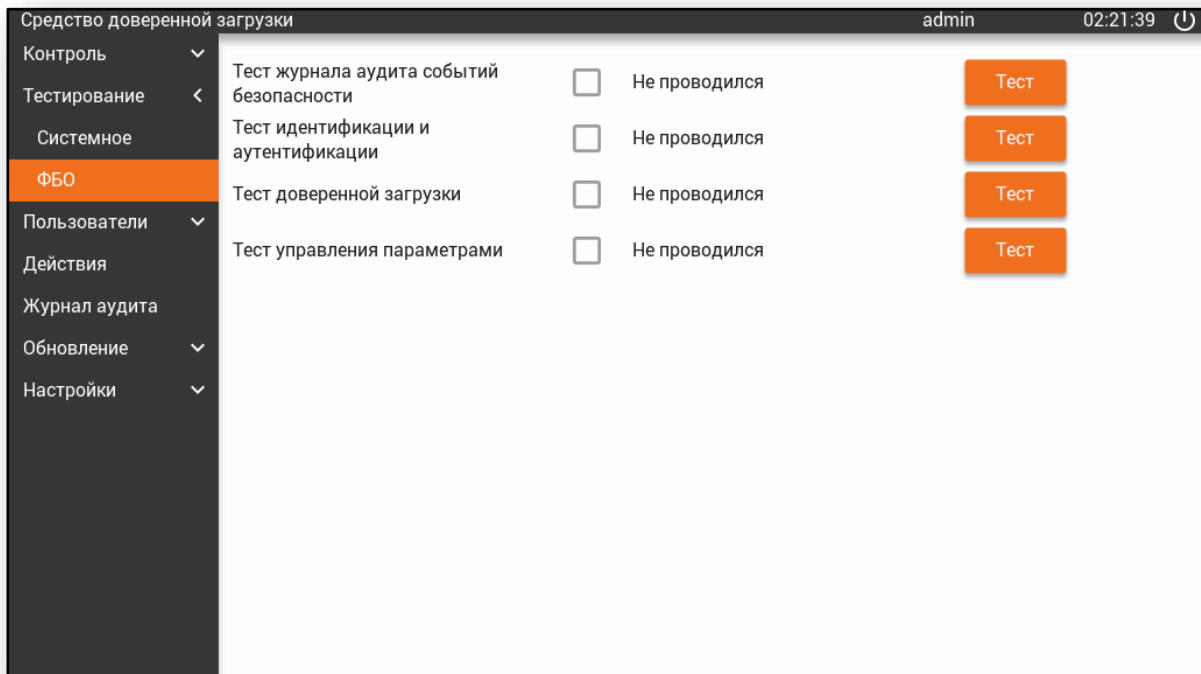 Средство доверенной загрузки admin 02:21:39
Контроль
Тестирование
Системное
ФБО
Пользователи
Действия
Журнал аудита
Обновление
Настройки
Тест журнала аудита событий
безопасности
Не проводился
Тест
Тест идентификации и
аутентификации
Не проводился
Тест
Тест доверенной загрузки
Не проводился
Тест
Тест управления параметрами
Не проводился
Тест